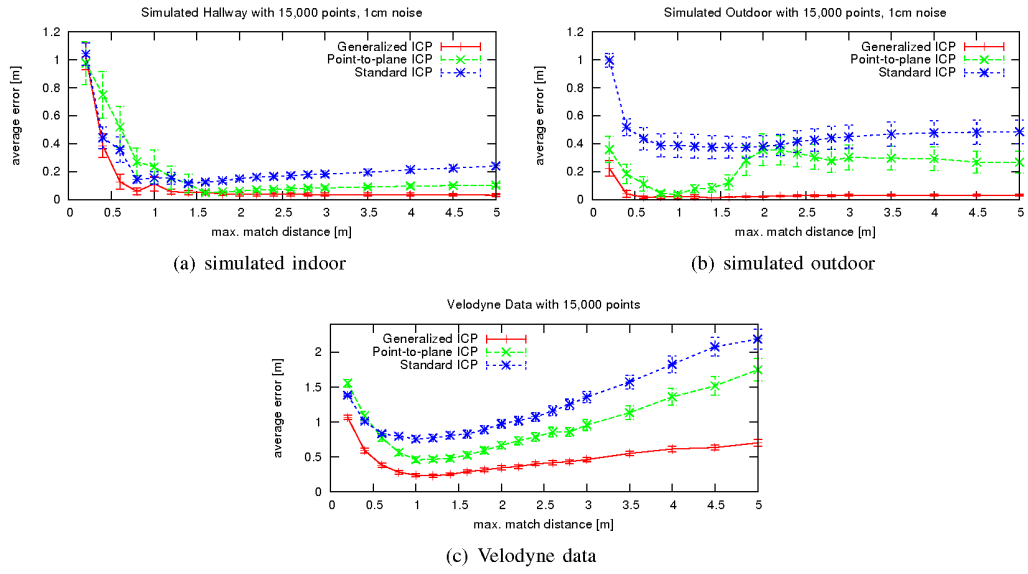 Simulated Hallway with 15,000 points, 1cm noise
1.2
1
0.8
0.6
0.4
0.2
0
average error [m]
Generalized ICP
Point-to-plane ICP
Standard ICP
0 0.5 1 1.5 2 2.5 3 3.5 4 4.5 5
max. match distance [m]
(a) simulated indoor
Simulated Outdoor with 15,000 points, 1cm noise
1.2
1
0.8
0.6
0.4
0.2
0
average error [m]
Generalized ICP
Point-to-plane ICP
Standard ICP
0 0.5 1 1.5 2 2.5 3 3.5 4 4.5 5
max. match distance [m]
(b) simulated outdoor
Velodyne Data with 15,000 points
2
1.5
1
0.5
0
average error [m]
Generalized ICP
Point-to-plane ICP
Standard ICP
0 0.5 1 1.5 2 2.5 3 3.5 4 4.5 5
max. match distance [m]
(c) Velodyne data